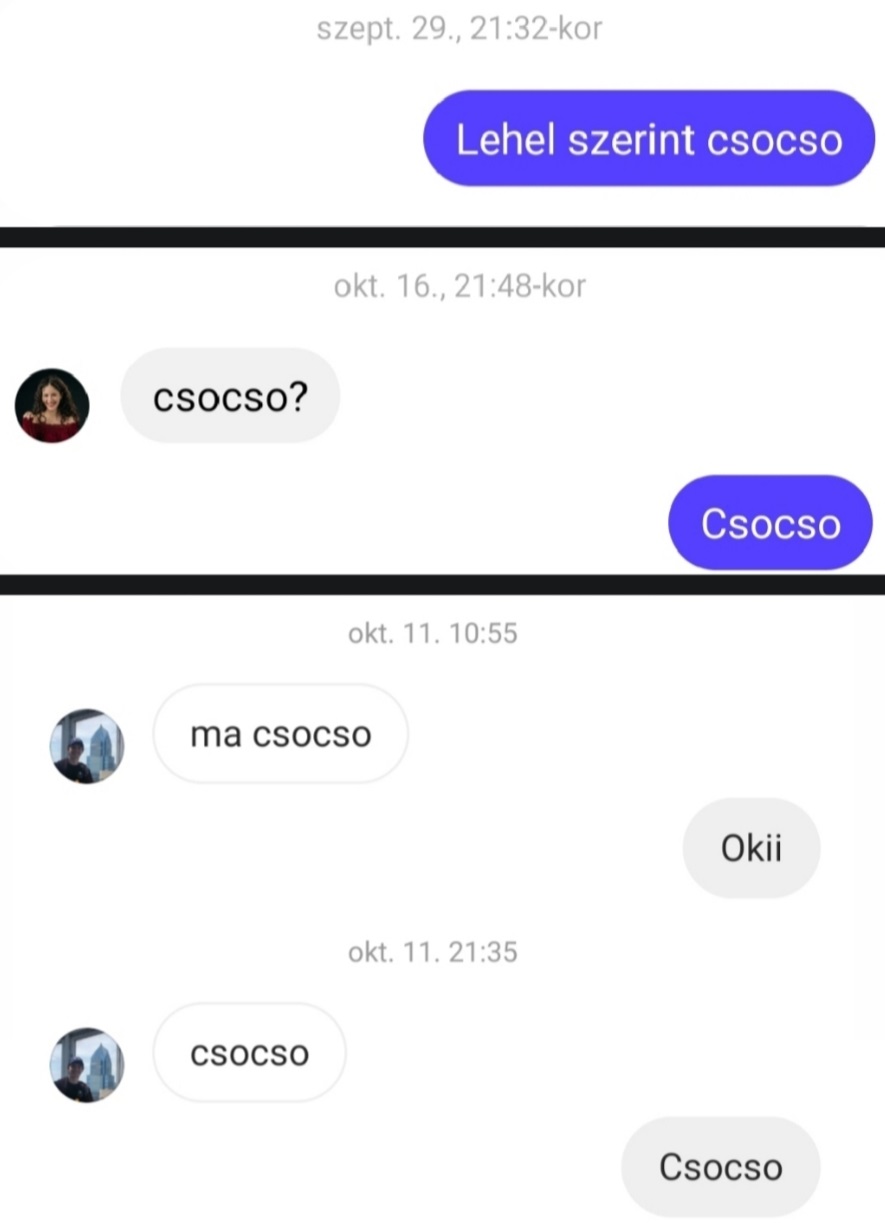 szept. 29., 21:32-kor
Lehel szerint csocso
okt. 16., 21:48-kor
csocso?
Csocso
okt. 11. 10:55
ma csocso
Okii
okt. 11. 21:35
csocso
Csocso